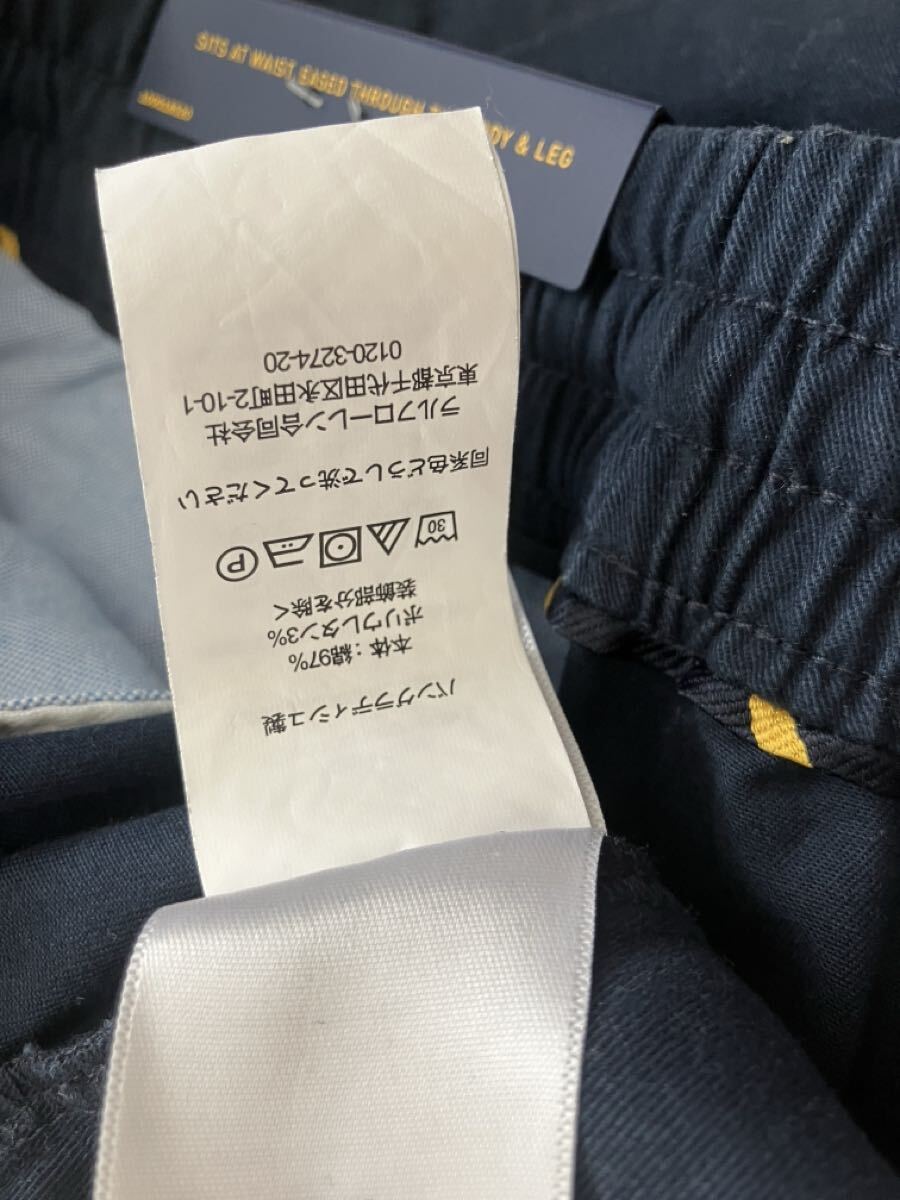 SITS AT WAIST, EASED THROUGH
DY & LEG
バングラディシュ製
本体：綿97%
ポリウレタン3%
装飾部分を除く
30
P
同系色どうしで洗ってください
ラルフローレン合同会社
東京都千代田区永田町2-10-1
0120-3274-20